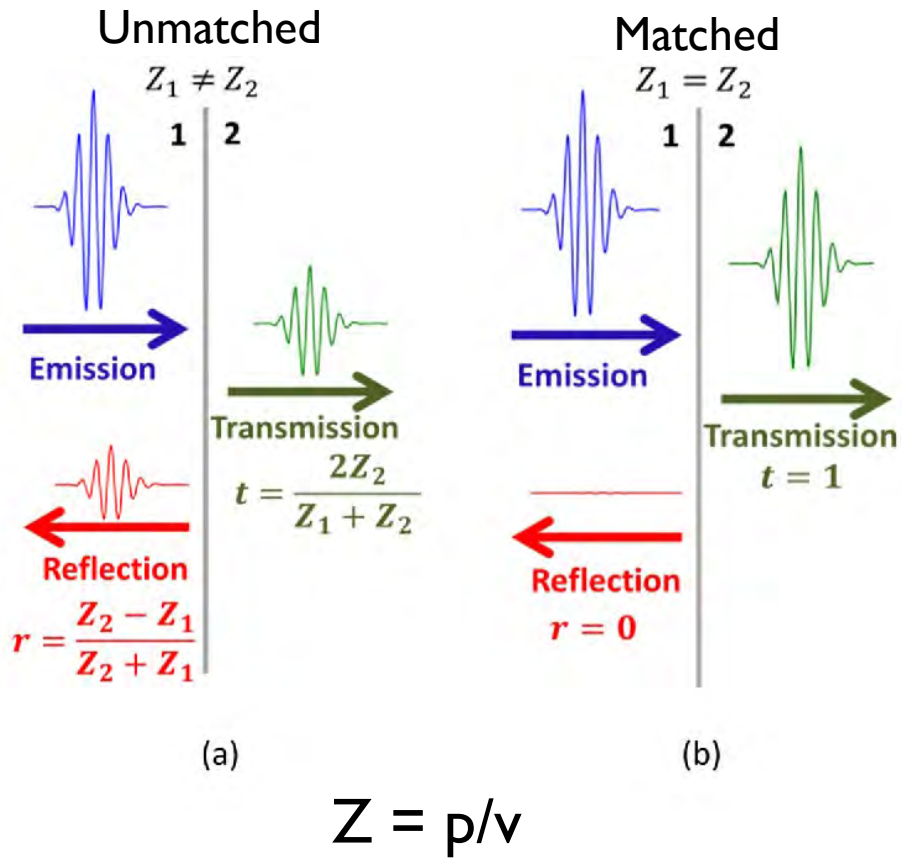 Unmatched
Z₁ ≠ Z₂
1 2
Emission
Transmission
t = 2Z₂ / (Z₁ + Z₂)
Reflection
r = (Z₂ − Z₁) / (Z₂ + Z₁)
(a)
Matched
Z₁ = Z₂
1 2
Emission
Transmission
t = 1
Reflection
r = 0
(b)
Z = p/v